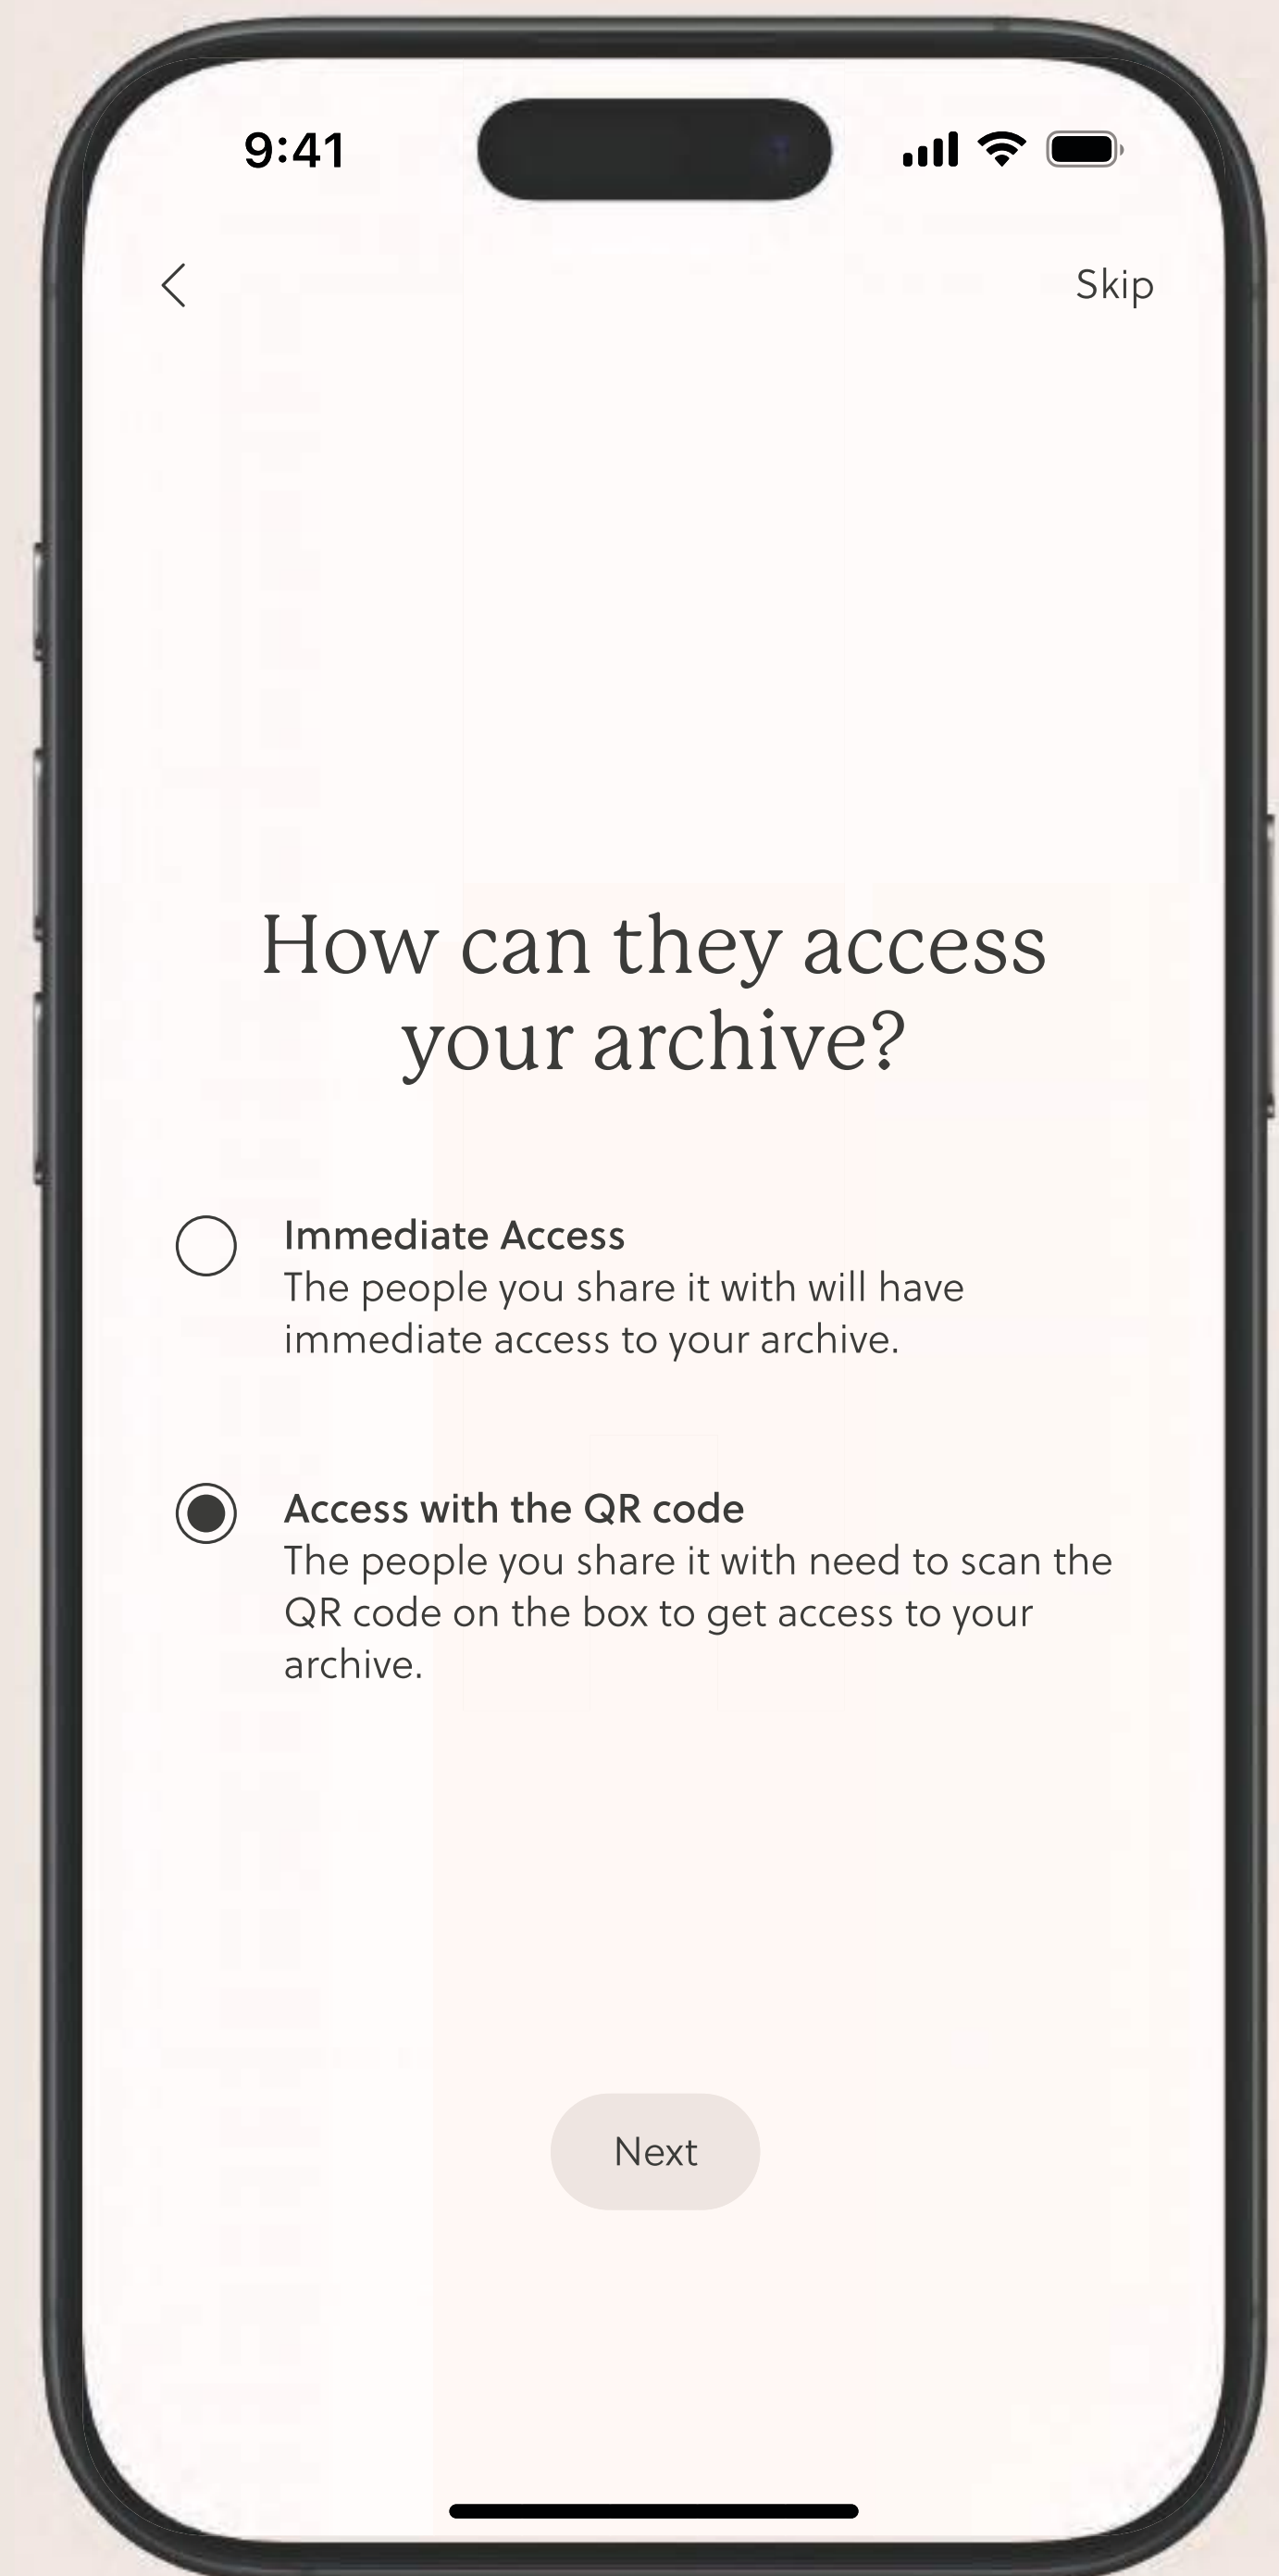 9:41
Skip
How can they access
your archive?
Immediate Access
The people you share it with will have
immediate access to your archive.
Access with the QR code
The people you share it with need to scan the
QR code on the box to get access to your
archive.
Next